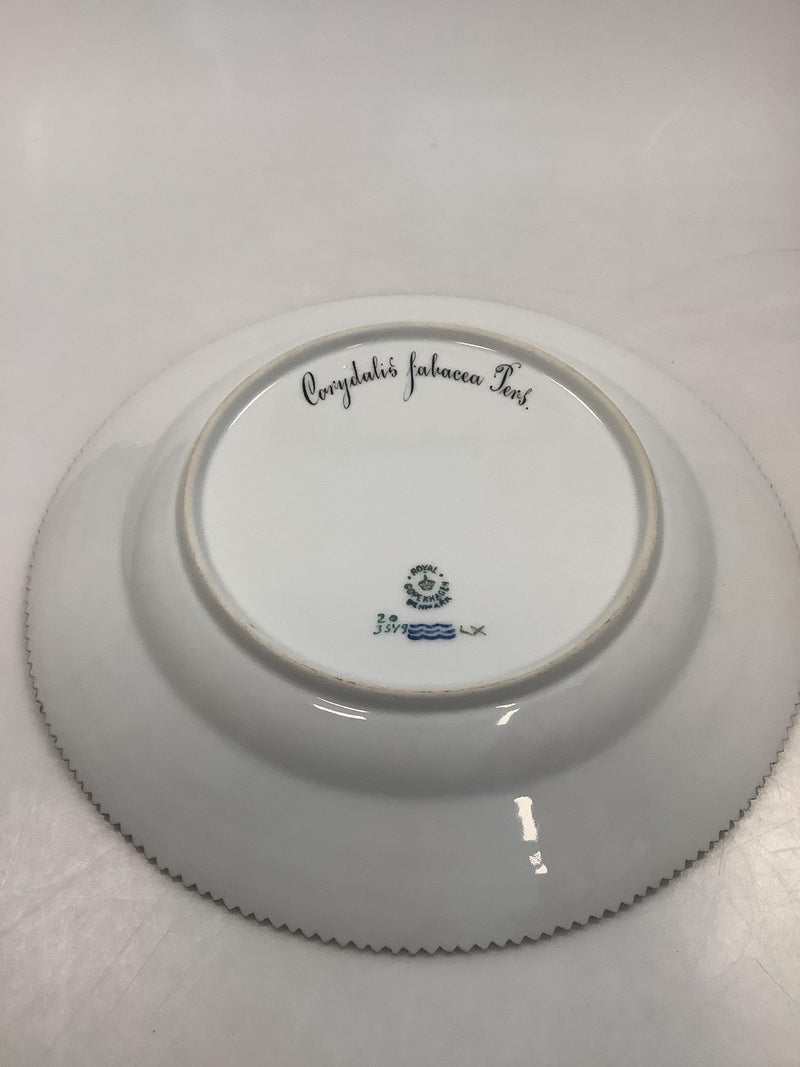 Corydalis fabacea Pers.
ROYAL
COPENHAGEN
DENMARK
20
3549 LX